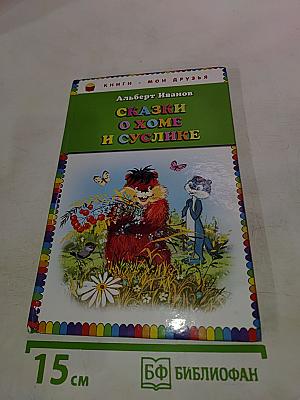 КНИГИ - МОИ ДРУЗЬЯ
Альберт Иванов
СКАЗКИ
О ХОМЕ
И СУСЛИКЕ
15 см
БФ БИБЛИОФАН